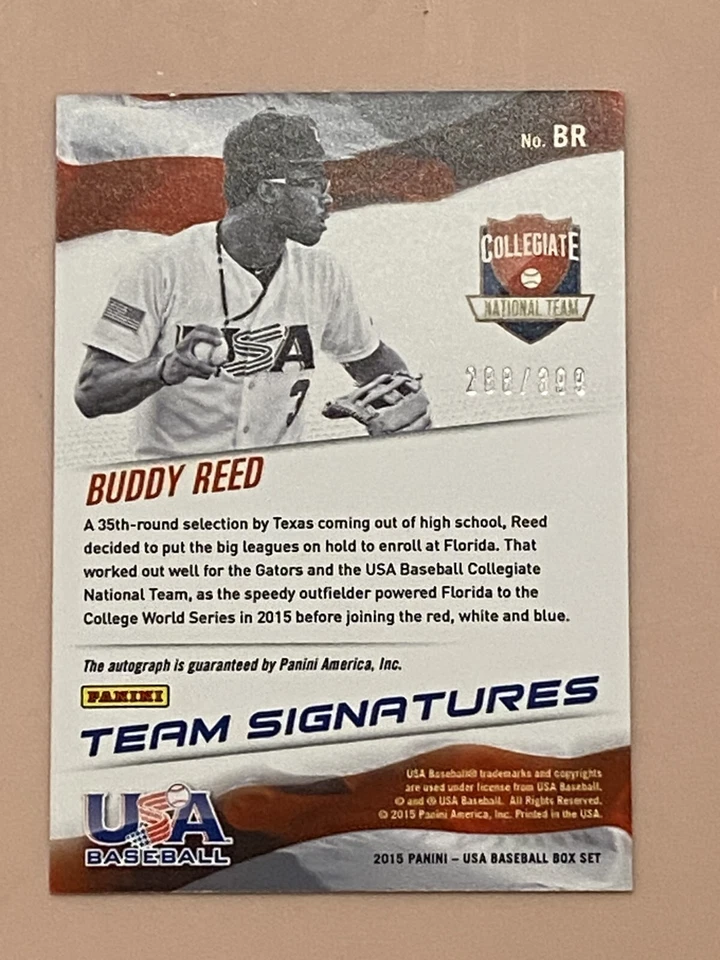 No. BR
COLLEGIATE
NATIONAL TEAM
USA
3
BUDDY REED
A 35th-round selection by Texas coming out of high school, Reed
decided to put the big leagues on hold to enroll at Florida. That
worked out well for the Gators and the USA Baseball Collegiate
National Team, as the speedy outfielder powered Florida to the
College World Series in 2015 before joining the red, white and blue.
The autograph is guaranteed by Panini America, Inc.
PANINI
TEAM SIGNATURES
USA Baseball® trademarks and copyrights
are used under license from USA Baseball.
© and ® USA Baseball. All Rights Reserved.
© 2015 Panini America, Inc. Printed in the USA.
USA
BASEBALL
2015 PANINI – USA BASEBALL BOX SET